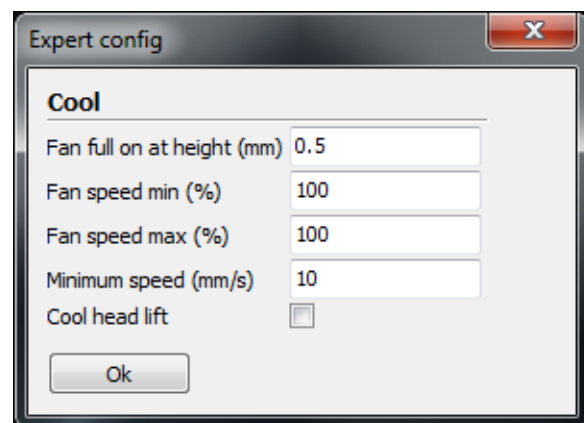 Expert config
Cool
Fan full on at height (mm) 0.5
Fan speed min (%) 100
Fan speed max (%) 100
Minimum speed (mm/s) 10
Cool head lift
Ok